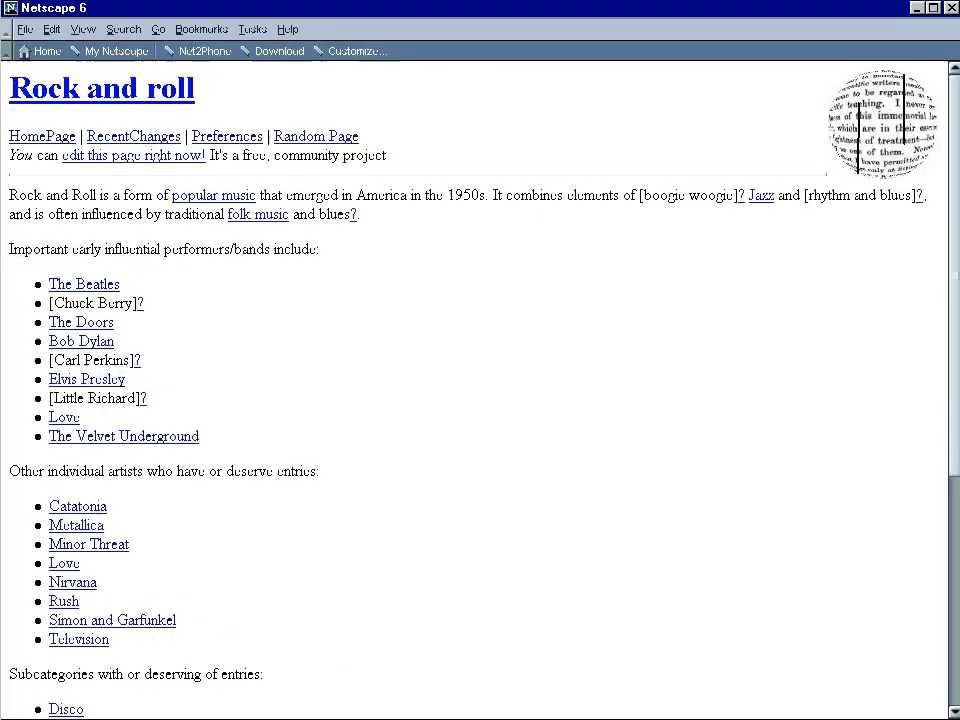 Netscape 6
File Edit View Search Go Bookmarks Tasks Help
Home My Netscape Net2Phone Download Customize...
Rock and roll
HomePage | RecentChanges | Preferences | Random Page
You can edit this page right now! It's a free, community project
Rock and Roll is a form of popular music that emerged in America in the 1950s. It combines elements of [boogie woogie]? Jazz and [rhythm and blues]?,
and is often influenced by traditional folk music and blues?.
Important early influential performers/bands include:
The Beatles
[Chuck Berry]?
The Doors
Bob Dylan
[Carl Perkins]?
Elvis Presley
[Little Richard]?
Love
The Velvet Underground
Other individual artists who have or deserve entries:
Catatonia
Metallica
Minor Threat
Love
Nirvana
Rush
Simon and Garfunkel
Television
Subcategories with or deserving of entries:
Disco